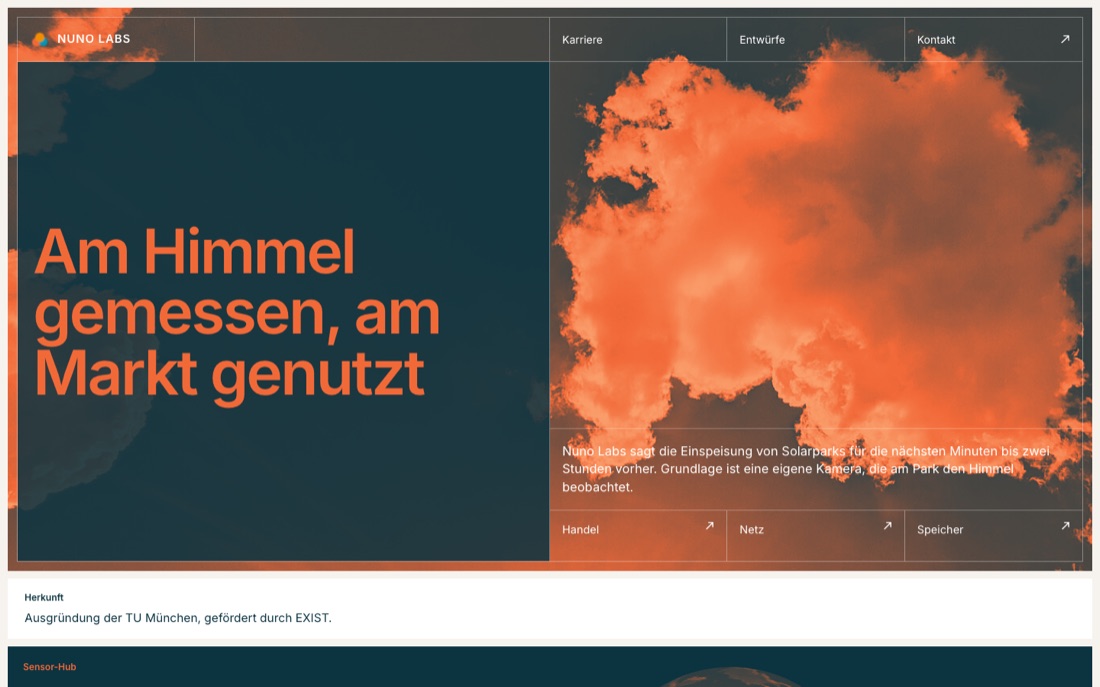 NUNO LABS
Karriere
Entwürfe
Kontakt
Am Himmel
gemessen, am
Markt genutzt
Nuno Labs sagt die Einspeisung von Solarparks für die nächsten Minuten bis zwei
Stunden vorher. Grundlage ist eine eigene Kamera, die am Park den Himmel
beobachtet.
Handel
Netz
Speicher
Herkunft
Ausgründung der TU München, gefördert durch EXIST.
Sensor-Hub